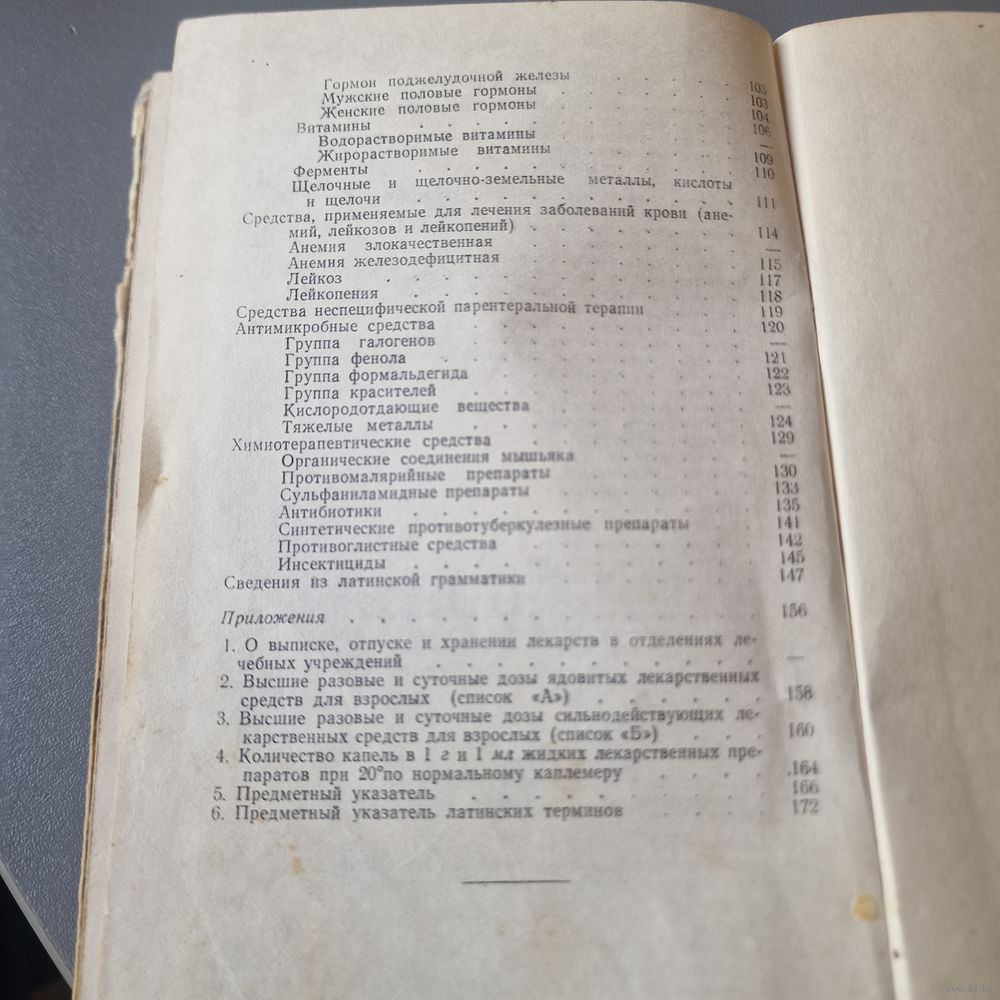 Гормон поджелудочной железы . . . . . 103
Мужские половые гормоны . . . . . . 103
Женские половые гормоны . . . . . . 104
Витамины . . . . . . . . . . 106
Водорастворимые витамины . . . . . . —
Жирорастворимые витамины . . . . . . 109
Ферменты . . . . . . . . . . 110
Щелочные и щелочно-земельные металлы, кислоты
и щелочи . . . . . . . . . . 111
Средства, применяемые для лечения заболеваний крови (ане-
мий, лейкозов и лейкопений) . . . . . . 114
Анемия злокачественная . . . . . . —
Анемия железодефицитная . . . . . . 115
Лейкоз . . . . . . . . . . 117
Лейкопения . . . . . . . . . 118
Средства неспецифической парентеральной терапии . . . 119
Антимикробные средства . . . . . . . 120
Группа галогенов . . . . . . . . —
Группа фенола . . . . . . . . 121
Группа формальдегида . . . . . . . 122
Группа красителей . . . . . . . 123
Кислородотдающие вещества . . . . . —
Тяжелые металлы . . . . . . . 124
Химиотерапевтические средства . . . . . . 129
Органические соединения мышьяка . . . . —
Противомалярийные препараты . . . . . 130
Сульфаниламидные препараты . . . . . 133
Антибиотики . . . . . . . . . 135
Синтетические противотуберкулезные препараты . . 141
Противоглистные средства . . . . . . 142
Инсектициды . . . . . . . . . 145
Сведения из латинской грамматики . . . . . . 147
Приложения . . . . . . . . . . . 156
1. О выписке, отпуске и хранении лекарств в отделениях ле-
чебных учреждений . . . . . . . . . —
2. Высшие разовые и суточные дозы ядовитых лекарственных
средств для взрослых (список «А») . . . . . 158
3. Высшие разовые и суточные дозы сильнодействующих ле-
карственных средств для взрослых (список «Б») . . . 160
4. Количество капель в 1 г и 1 мл жидких лекарственных пре-
паратов при 20°по нормальному каплемеру . . . . 164
5. Предметный указатель . . . . . . . . 166
6. Предметный указатель латинских терминов . . . . 172
www.ay.by